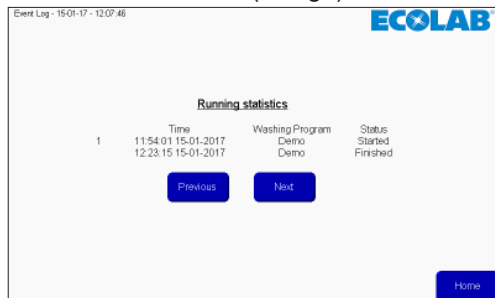 Event Log - 15-01-17 - 12:07:46
ECOLAB
Running statistics
Time Washing Program Status
1 11:54:01 15-01-2017 Demo Started
12:23:15 15-01-2017 Demo Finished
Previous Next
Home